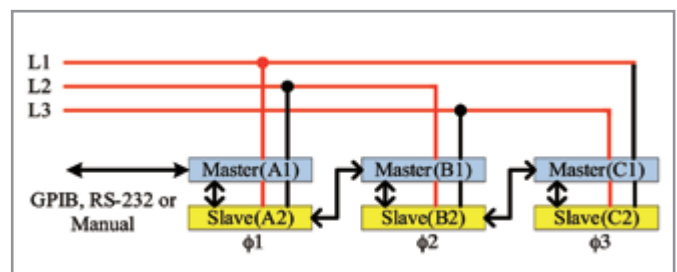 L1
L2
L3
Master(A1) Master(B1) Master(C1)
GPIB, RS-232 or
Manual
Slave(A2) Slave(B2) Slave(C2)
ϕ1 ϕ2 ϕ3